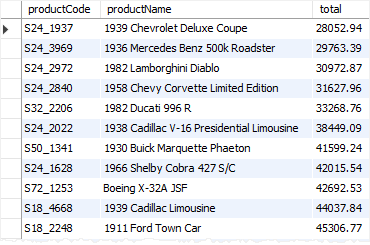 productCode productName total
S24_1937 1939 Chevrolet Deluxe Coupe 28052.94
S24_3969 1936 Mercedes Benz 500k Roadster 29763.39
S24_2972 1982 Lamborghini Diablo 30972.87
S24_2840 1958 Chevy Corvette Limited Edition 31627.96
S32_2206 1982 Ducati 996 R 33268.76
S24_2022 1938 Cadillac V-16 Presidential Limousine 38449.09
S50_1341 1930 Buick Marquette Phaeton 41599.24
S24_1628 1966 Shelby Cobra 427 S/C 42015.54
S72_1253 Boeing X-32A JSF 42692.53
S18_4668 1939 Cadillac Limousine 44037.84
S18_2248 1911 Ford Town Car 45306.77